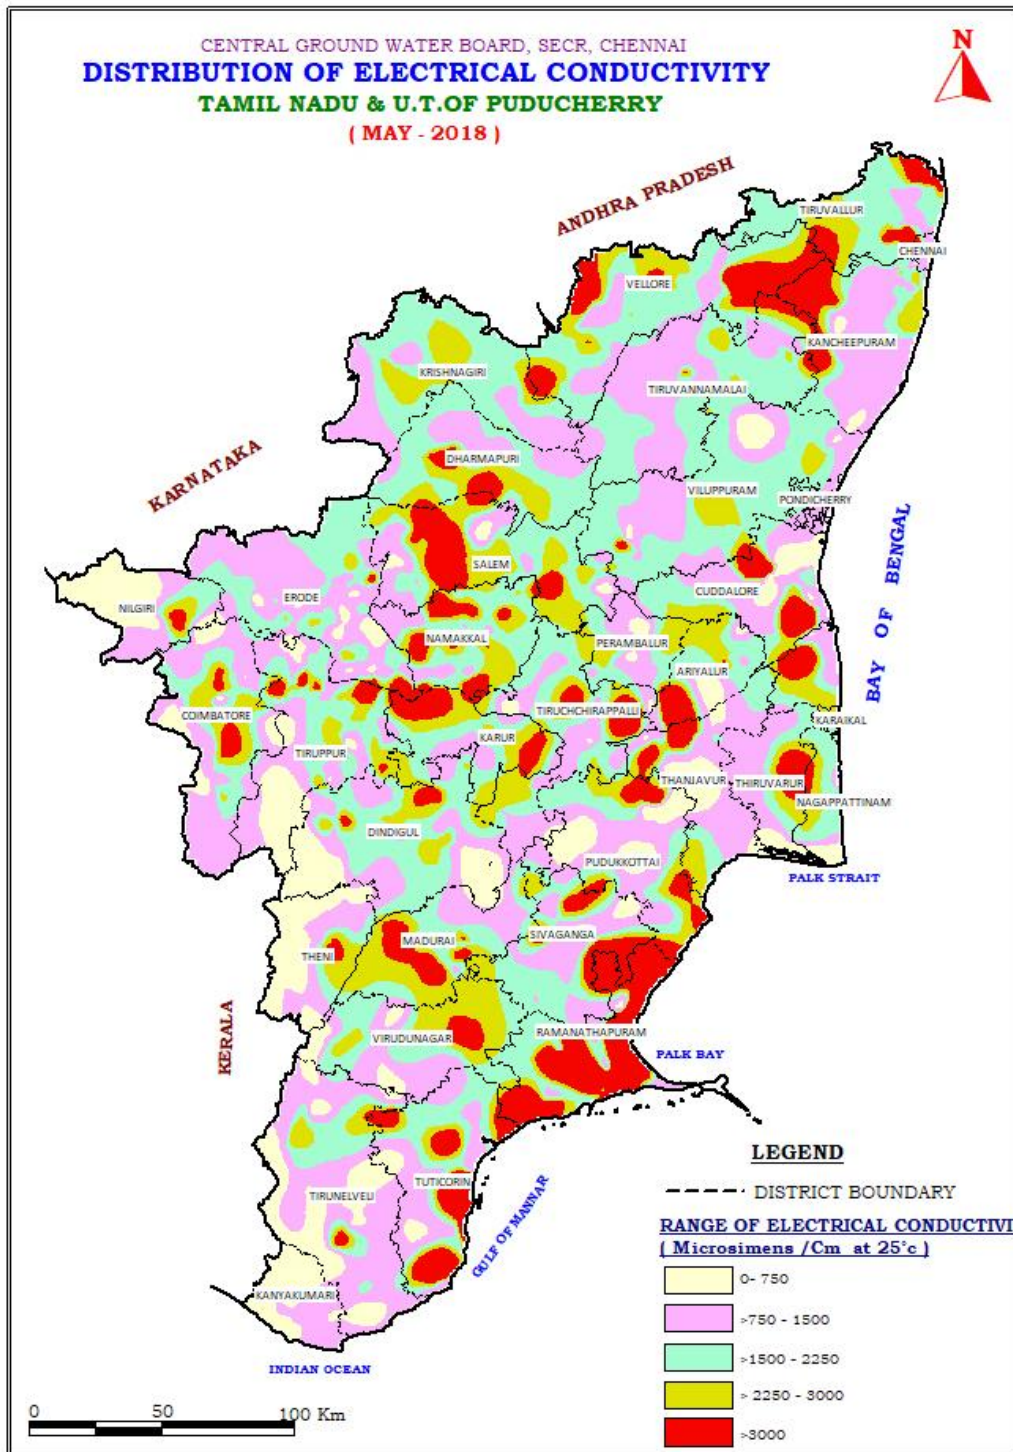 CENTRAL GROUND WATER BOARD, SECR, CHENNAI
DISTRIBUTION OF ELECTRICAL CONDUCTIVITY
TAMIL NADU & U.T.OF PUDUCHERRY
( MAY - 2018 )
N
ANDHRA PRADESH
TIRUVALLUR
CHENNAI
VELLORE
KANCHEEPURAM
KRISHNAGIRI
TIRUVANNAMALAI
KARNATAKA
DHARMAPURI
VILUPPURAM
PONDICHERRY
SALEM
BAY OF BENGAL
NILGIRI
ERODE
CUDDALORE
NAMAKKAL
PERAMBALUR
ARIYALUR
COIMBATORE
TIRUCHCHIRAPPALLI
KARAIKAL
TIRUPPUR
KARUR
THANJAVUR
THIRUVARUR
NAGAPPATTINAM
DINDIGUL
PUDUKKOTTAI
PALK STRAIT
MADURAI
SIVAGANGA
THENI
KERALA
VIRUDUNAGAR
RAMANATHAPURAM
PALK BAY
TIRUNELVELI
TUTICORIN
GULF OF MANNAR
KANYAKUMARI
INDIAN OCEAN
LEGEND
DISTRICT BOUNDARY
RANGE OF ELECTRICAL CONDUCTIVI
( Microsimens /Cm at 25°c )
0- 750
>750 - 1500
>1500 - 2250
> 2250 - 3000
>3000
0 50 100 Km